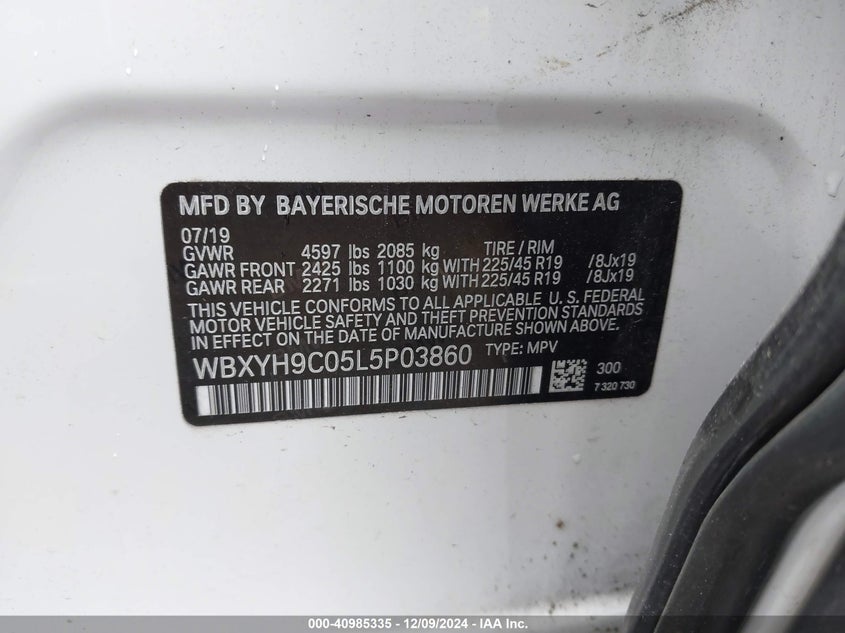 MFD BY BAYERISCHE MOTOREN WERKE AG
07/19
GVWR 4597 lbs 2085 kg TIRE / RIM
GAWR FRONT 2425 lbs 1100 kg WITH 225/45 R19 /8Jx19
GAWR REAR 2271 lbs 1030 kg WITH 225/45 R19 /8Jx19
THIS VEHICLE CONFORMS TO ALL APPLICABLE U. S. FEDERAL
MOTOR VEHICLE SAFETY AND THEFT PREVENTION STANDARDS
IN EFFECT ON THE DATE OF MANUFACTURE SHOWN ABOVE.
WBXYH9C05L5P03860 TYPE: MPV
300
7 320 730
000-40985335 - 12/09/2024 - IAA Inc.